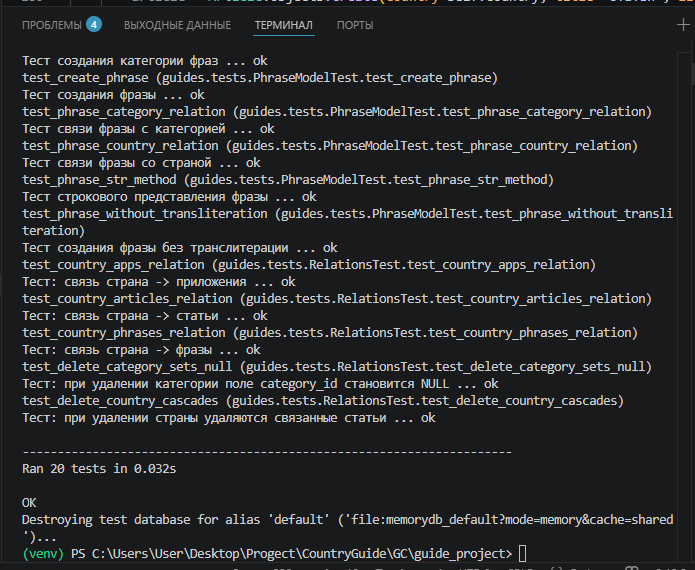 ПРОБЛЕМЫ 4 ВЫХОДНЫЕ ДАННЫЕ ТЕРМИНАЛ ПОРТЫ
Тест создания категории фраз ... ok
test_create_phrase (guides.tests.PhraseModelTest.test_create_phrase)
Тест создания фразы ... ok
test_phrase_category_relation (guides.tests.PhraseModelTest.test_phrase_category_relation)
Тест связи фразы с категорией ... ok
test_phrase_country_relation (guides.tests.PhraseModelTest.test_phrase_country_relation)
Тест связи фразы со страной ... ok
test_phrase_str_method (guides.tests.PhraseModelTest.test_phrase_str_method)
Тест строкового представления фразы ... ok
test_phrase_without_transliteration (guides.tests.PhraseModelTest.test_phrase_without_transli
teration)
Тест создания фразы без транслитерации ... ok
test_country_apps_relation (guides.tests.RelationsTest.test_country_apps_relation)
Тест: связь страна -> приложения ... ok
test_country_articles_relation (guides.tests.RelationsTest.test_country_articles_relation)
Тест: связь страна -> статьи ... ok
test_country_phrases_relation (guides.tests.RelationsTest.test_country_phrases_relation)
Тест: связь страна -> фразы ... ok
test_delete_category_sets_null (guides.tests.RelationsTest.test_delete_category_sets_null)
Тест: при удалении категории поле category_id становится NULL ... ok
test_delete_country_cascades (guides.tests.RelationsTest.test_delete_country_cascades)
Тест: при удалении страны удаляются связанные статьи ... ok
----------------------------------------------------------------------
Ran 20 tests in 0.032s
OK
Destroying test database for alias 'default' ('file:memorydb_default?mode=memory&cache=shared
')...
(venv) PS C:\Users\User\Desktop\Progect\CountryGuide\GC\guide_project>